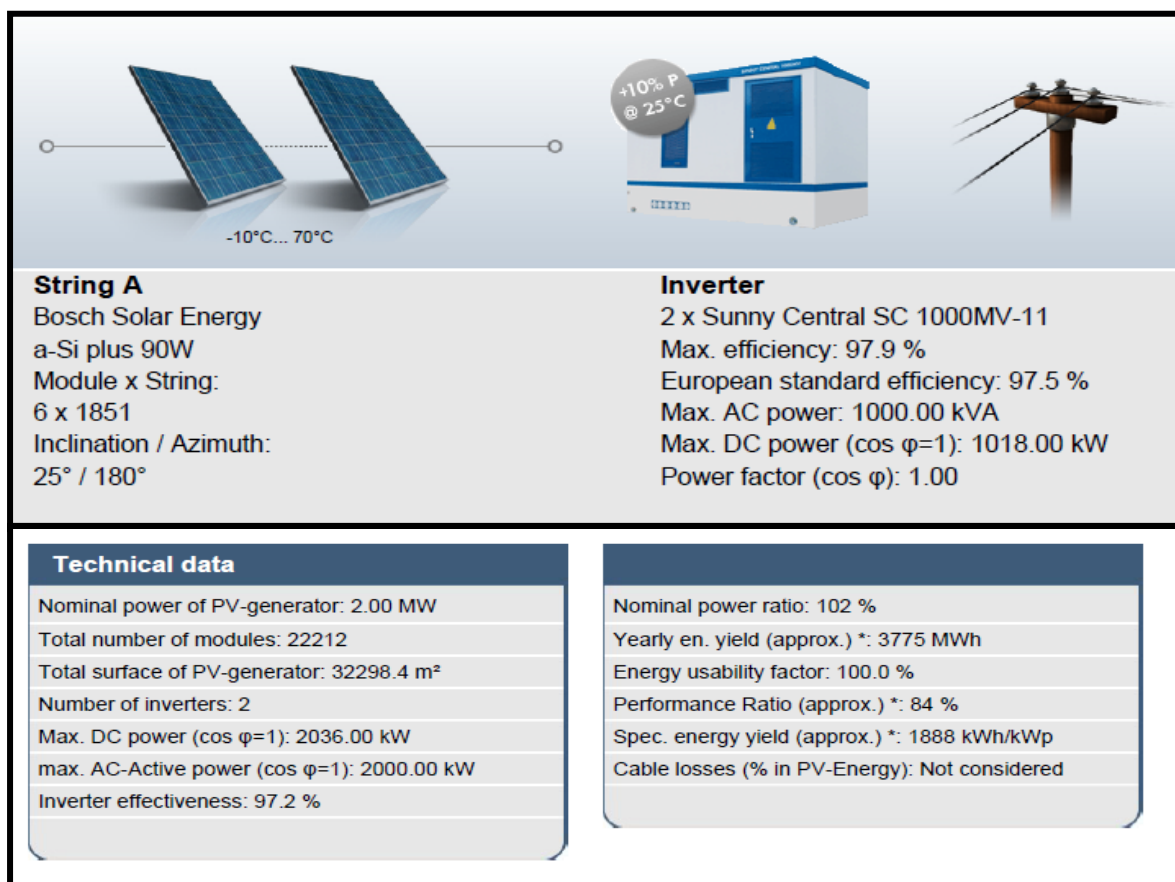 +10% P
@ 25°C
-10°C... 70°C
String A
Bosch Solar Energy
a-Si plus 90W
Module x String:
6 x 1851
Inclination / Azimuth:
25° / 180°
Inverter
2 x Sunny Central SC 1000MV-11
Max. efficiency: 97.9 %
European standard efficiency: 97.5 %
Max. AC power: 1000.00 kVA
Max. DC power (cos φ=1): 1018.00 kW
Power factor (cos φ): 1.00
Technical data
Nominal power of PV-generator: 2.00 MW
Total number of modules: 22212
Total surface of PV-generator: 32298.4 m²
Number of inverters: 2
Max. DC power (cos φ=1): 2036.00 kW
max. AC-Active power (cos φ=1): 2000.00 kW
Inverter effectiveness: 97.2 %
Nominal power ratio: 102 %
Yearly en. yield (approx.) *: 3775 MWh
Energy usability factor: 100.0 %
Performance Ratio (approx.) *: 84 %
Spec. energy yield (approx.) *: 1888 kWh/kWp
Cable losses (% in PV-Energy): Not considered